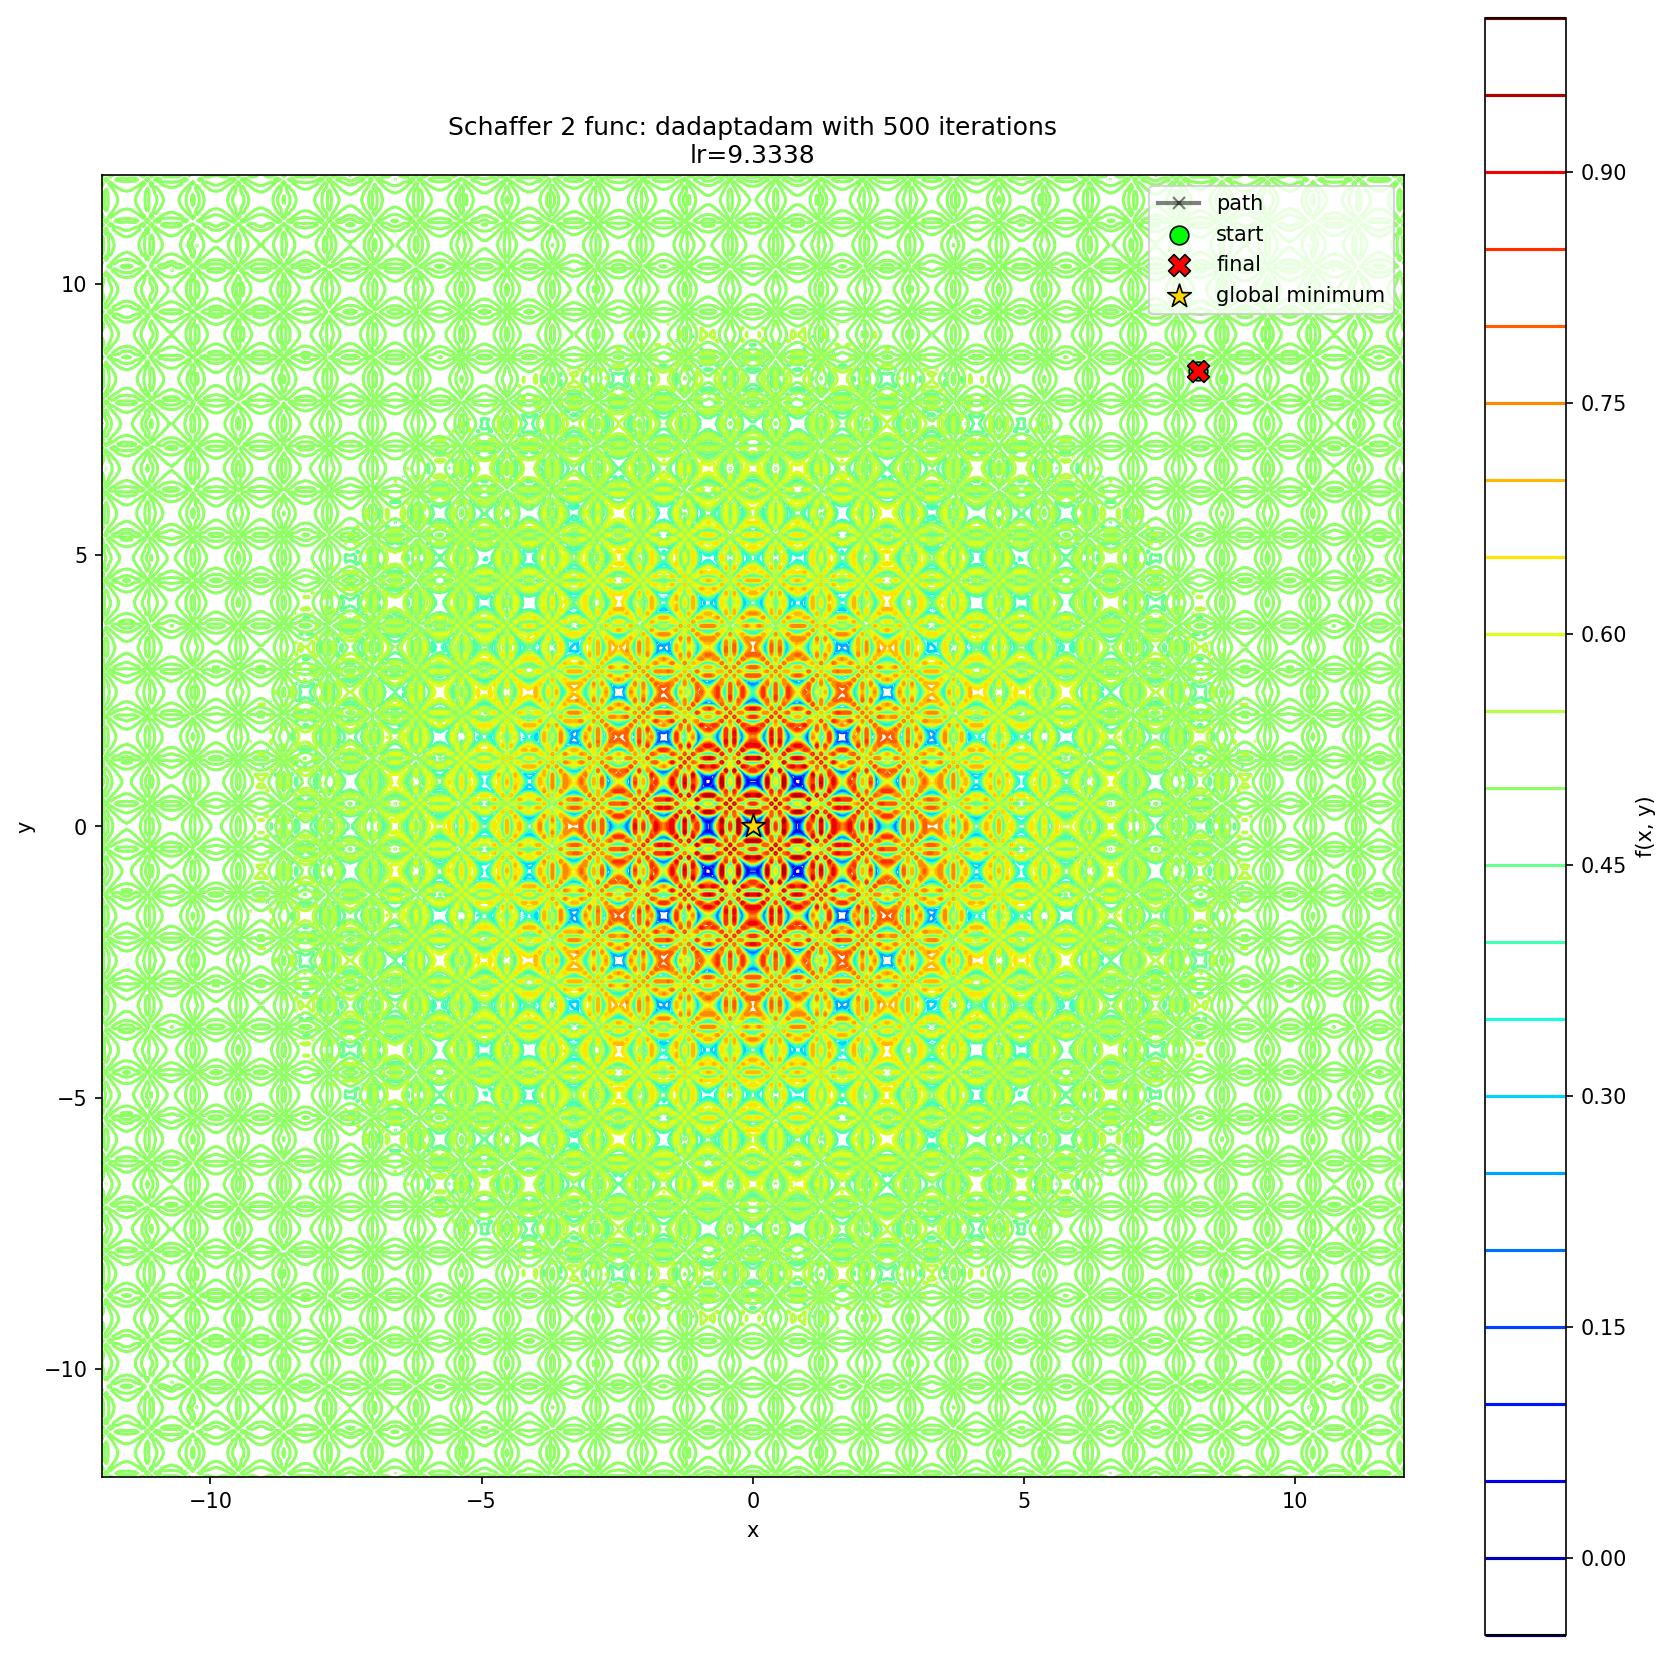 Schaffer 2 func: dadaptadam with 500 iterations
lr=9.3338
path
start
final
global minimum
10
5
0
−5
−10
y
−10
−5
0
5
10
x
0.90
0.75
0.60
0.45
0.30
0.15
0.00
f(x, y)